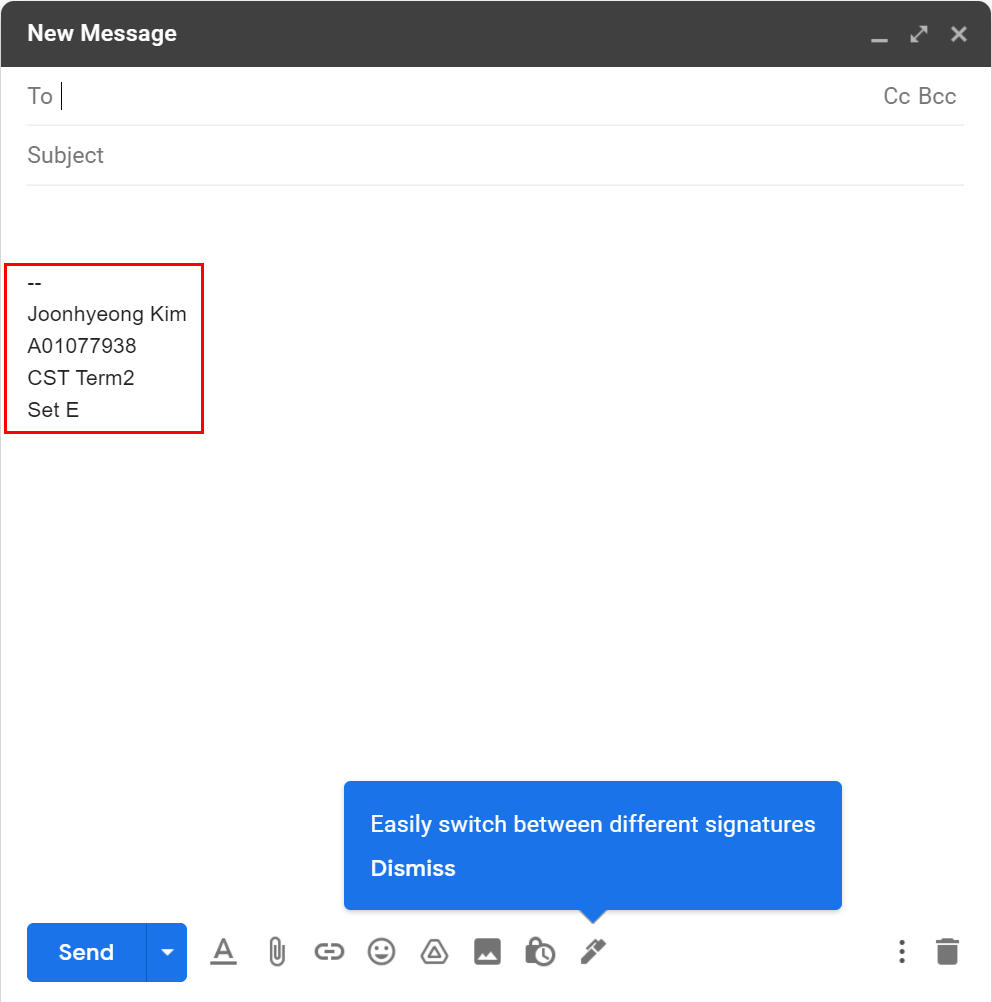 New Message
To Cc Bcc
Subject
--
Joonhyeong Kim
A01077938
CST Term2
Set E
Easily switch between different signatures
Dismiss
Send